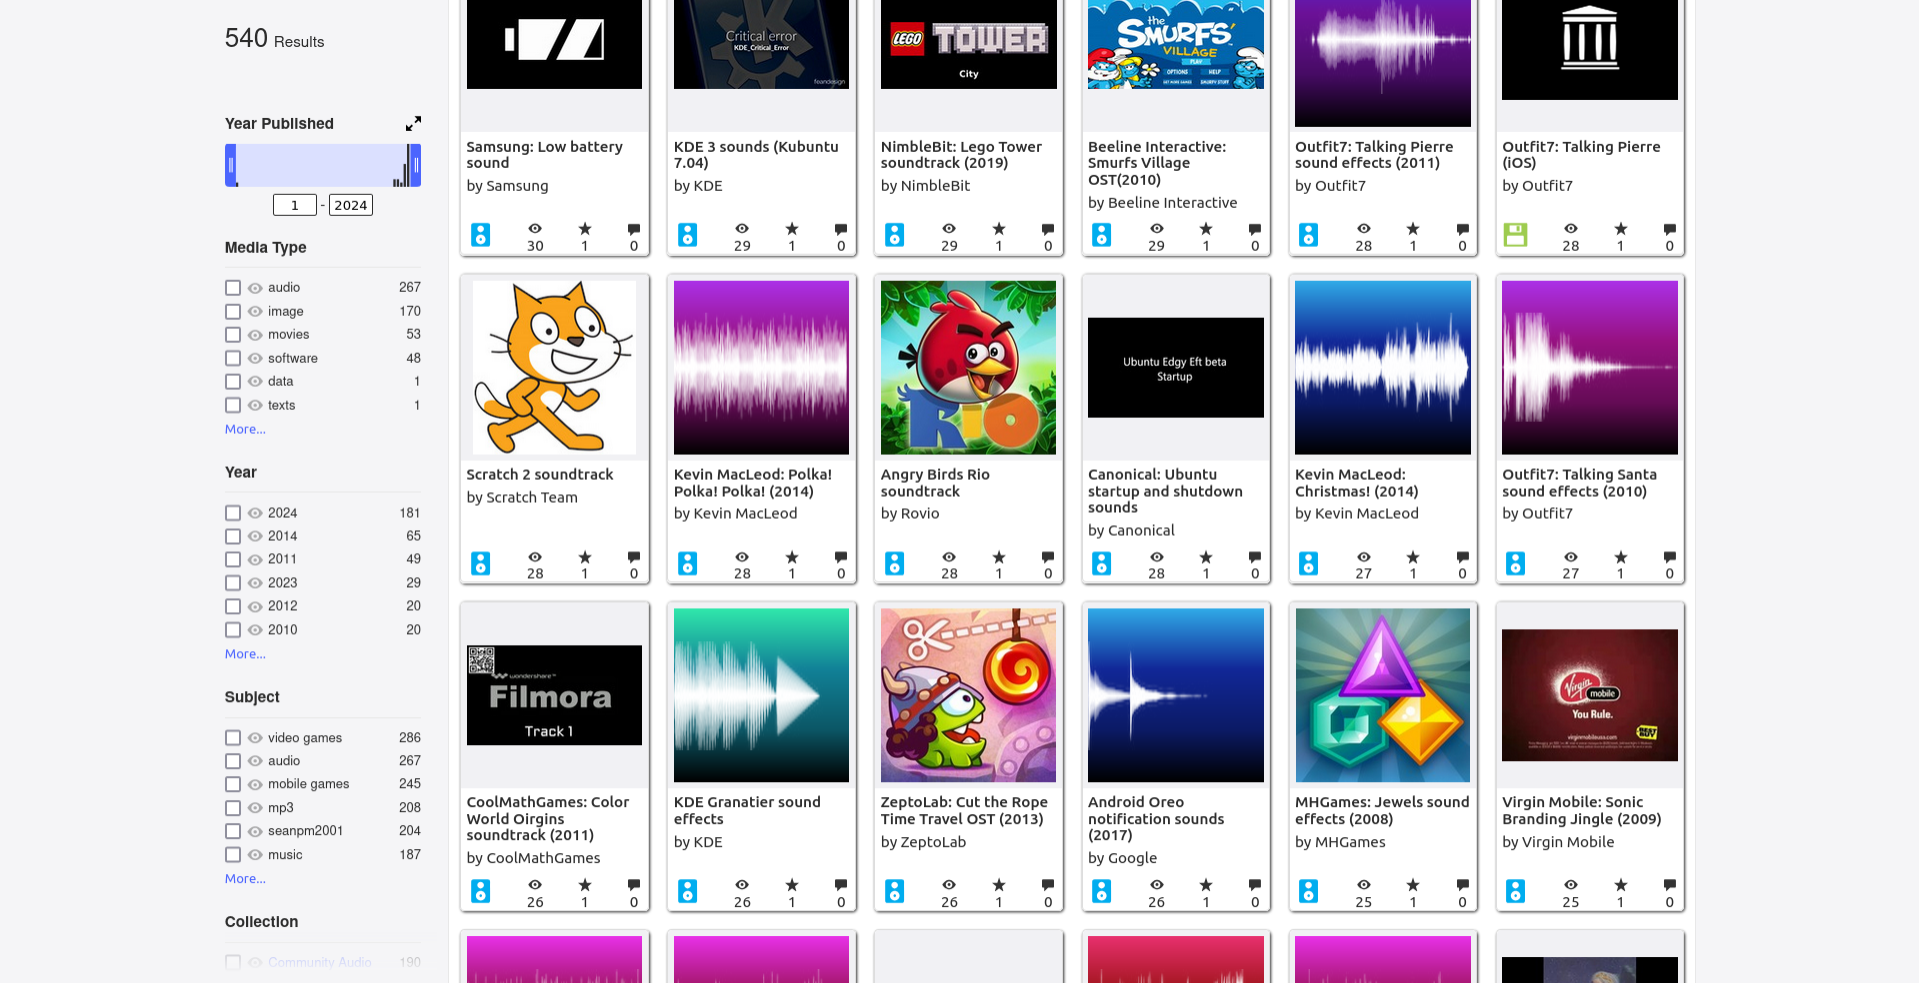 540 Results
Year Published
1 - 2024
Media Type
audio 267
image 170
movies 53
software 48
data 1
texts 1
More...
Year
2024 181
2014 65
2011 49
2023 29
2012 20
2010 20
More...
Subject
video games 286
audio 267
mobile games 245
mp3 208
seanpm2001 204
music 187
More...
Collection
Community Audio 190
Samsung: Low battery
sound
by Samsung
30 1 0
Critical error
KDE_Critical_Error
feandesign
KDE 3 sounds (Kubuntu
7.04)
by KDE
29 1 0
LEGO TOWER
City
NimbleBit: Lego Tower
soundtrack (2019)
by NimbleBit
29 1 0
the
SMURFS'
VILLAGE
PLAY
OPTIONS HELP
GET MORE GAMES SMURFY STUFF
Beeline Interactive:
Smurfs Village
OST(2010)
by Beeline Interactive
29 1 0
Outfit7: Talking Pierre
sound effects (2011)
by Outfit7
28 1 0
Outfit7: Talking Pierre
(iOS)
by Outfit7
28 1 0
Scratch 2 soundtrack
by Scratch Team
28 1 0
Kevin MacLeod: Polka!
Polka! Polka! (2014)
by Kevin MacLeod
28 1 0
RIO
Angry Birds Rio
soundtrack
by Rovio
28 1 0
Ubuntu Edgy Eft beta
Startup
Canonical: Ubuntu
startup and shutdown
sounds
by Canonical
28 1 0
Kevin MacLeod:
Christmas! (2014)
by Kevin MacLeod
27 1 0
Outfit7: Talking Santa
sound effects (2010)
by Outfit7
27 1 0
wondershare™
Filmora
Track 1
CoolMathGames: Color
World Oirgins
soundtrack (2011)
by CoolMathGames
26 1 0
KDE Granatier sound
effects
by KDE
26 1 0
ZeptoLab: Cut the Rope
Time Travel OST (2013)
by ZeptoLab
26 1 0
Android Oreo
notification sounds
(2017)
by Google
26 1 0
MHGames: Jewels sound
effects (2008)
by MHGames
25 1 0
Virgin mobile
You Rule.
virginmobileusa.com
BEST BUY
Virgin Mobile: Sonic
Branding Jingle (2009)
by Virgin Mobile
25 1 0